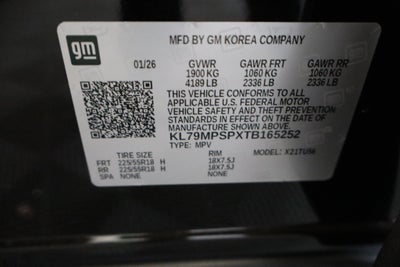 gm
MFD BY GM KOREA COMPANY
01/26 GVWR GAWR FRT GAWR RR
1900 KG 1060 KG 1060 KG
4189 LB 2336 LB 2336 LB
THIS VEHICLE CONFORMS TO ALL
APPLICABLE U.S. FEDERAL MOTOR
VEHICLE SAFETY AND THEFT
PREVENTION STANDARDS IN EFFECT ON
THE DATE OF MANUFACTURE SHOWN ABOVE.
KL79MPSPXTB165252
TYPE: MPV MODEL: X21TU56
TIRE SIZE RIM
FRT 225/55R18 H 18X7.5J
RR 225/55R18 H 18X7.5J
SPA NONE NONE